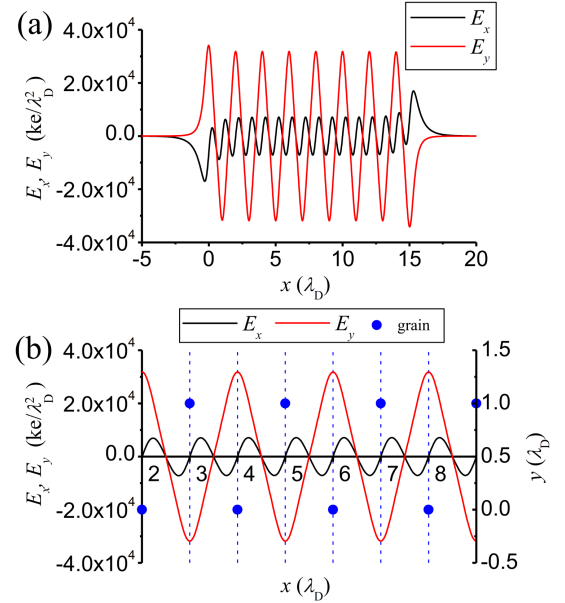 (a)
E_x
E_y
E_x, E_y (ke/λ_D^2)
4.0x10^4
2.0x10^4
0.0
-2.0x10^4
-4.0x10^4
-5 0 5 10 15 20
x (λ_D)
(b)
E_x E_y grain
E_x, E_y (ke/λ_D^2)
4.0x10^4
2.0x10^4
0.0
-2.0x10^4
-4.0x10^4
2 3 4 5 6 7 8
1.5
1.0
0.5
0.0
-0.5
y (λ_D)
x (λ_D)